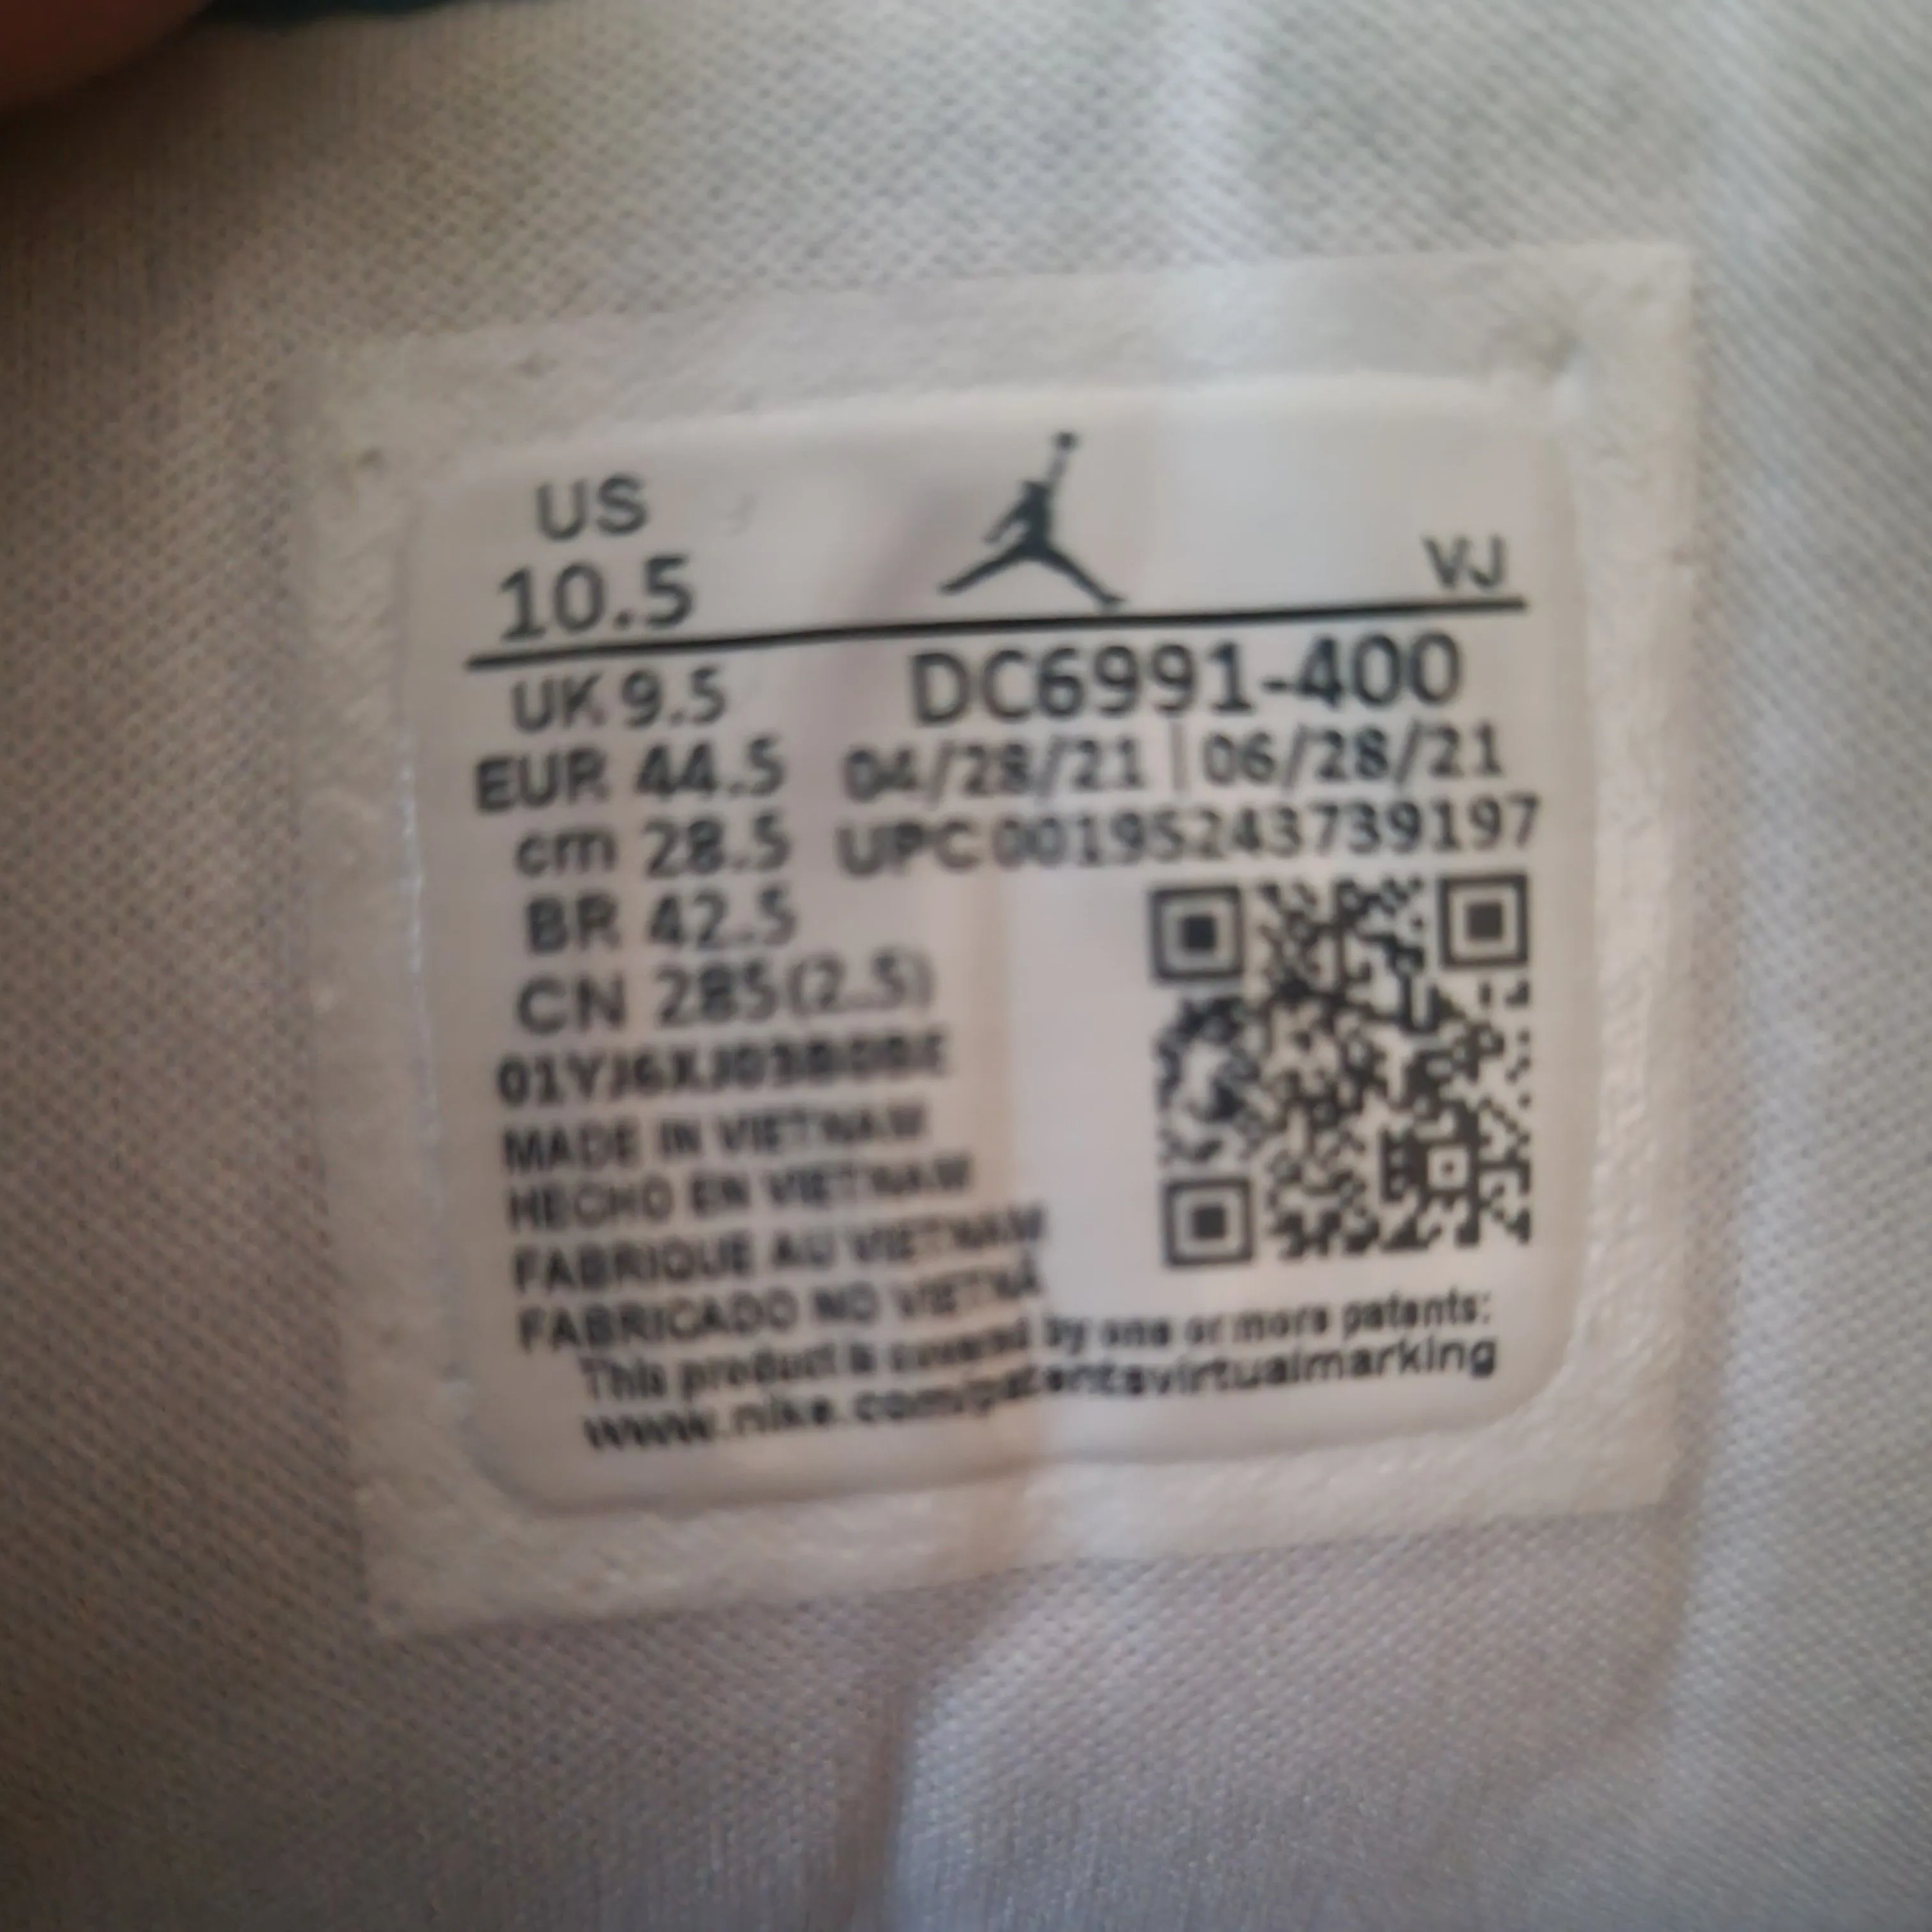 US
10.5
VJ
UK 9.5
DC6991-400
EUR 44.5
04/28/21 | 06/28/21
cm 28.5
UPC 00195243739197
BR 42.5
CN 285(2.5)
MADE IN VIETNAM
HECHO EN VIETNAM
FABRIQUE AU VIETNAM
FABRICADO NO VIETNÃ
This product is covered by one or more patents:
www.nike.com/patentsvirtualmarking